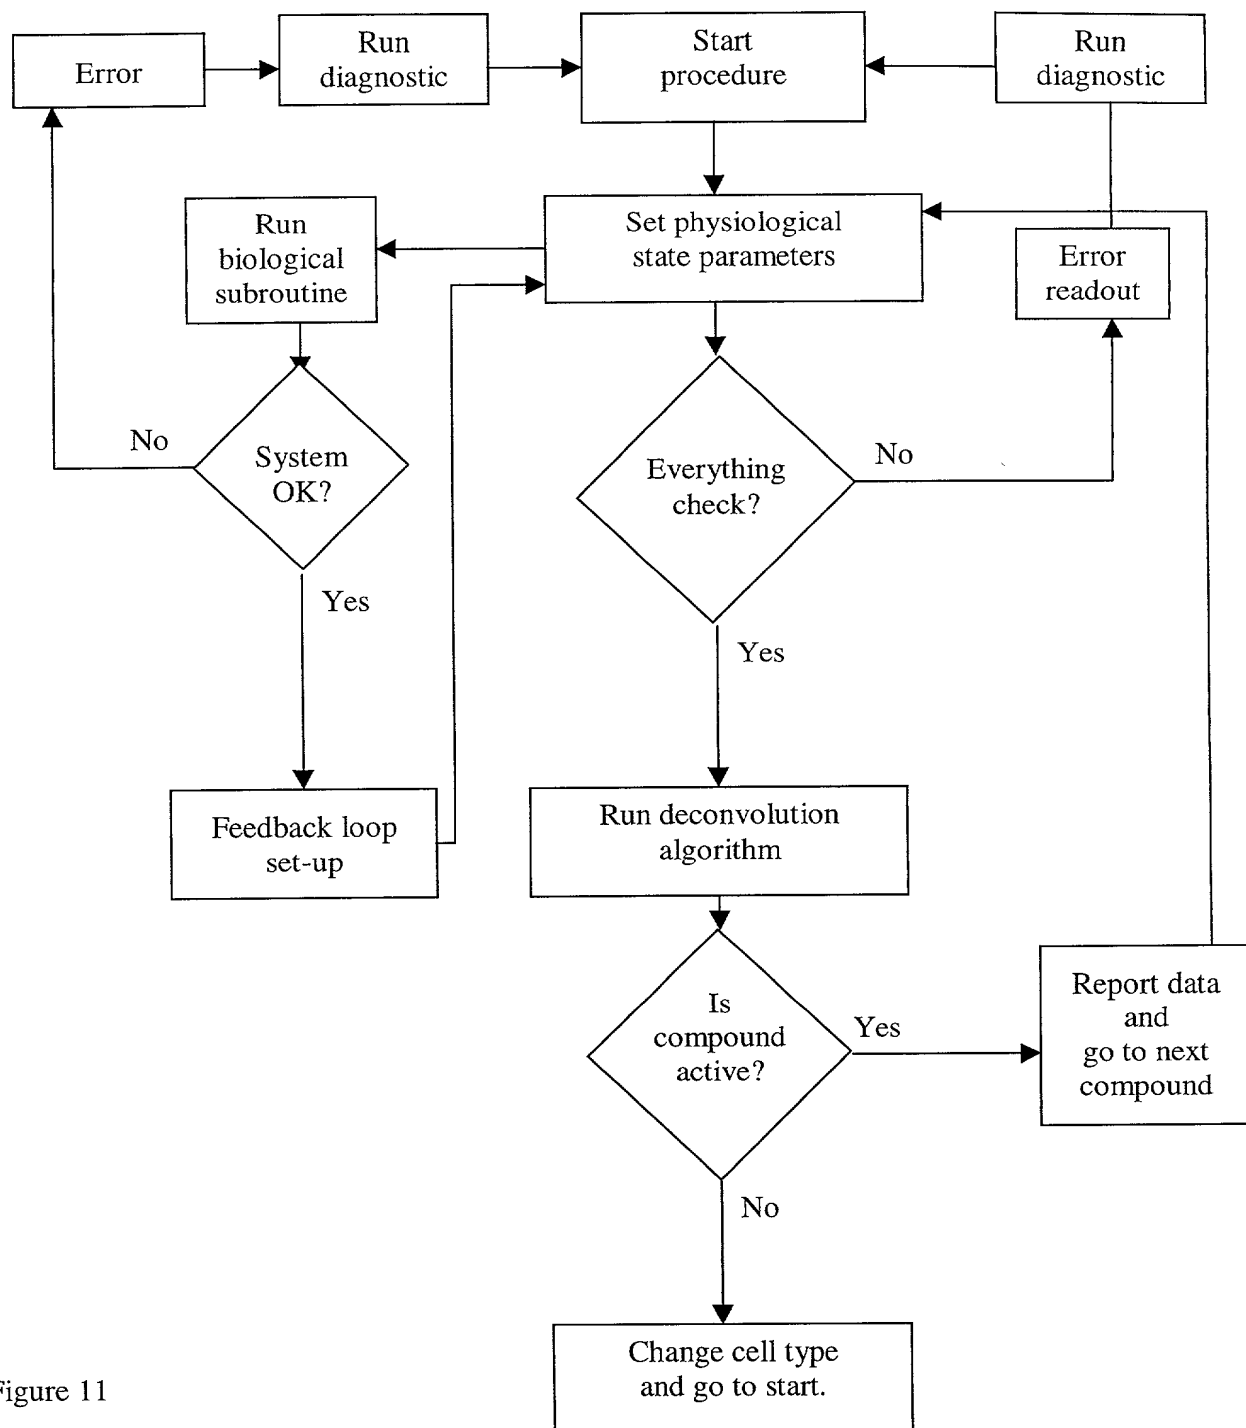 Error
Run
diagnostic
Start
procedure
Run
diagnostic
Run
biological
subroutine
Set physiological
state parameters
Error
readout
No
System
OK?
Everything
check?
No
Yes
Yes
Feedback loop
set-up
Run deconvolution
algorithm
Is
compound
active?
Yes
Report data
and
go to next
compound
No
Change cell type
and go to start.
Figure 11